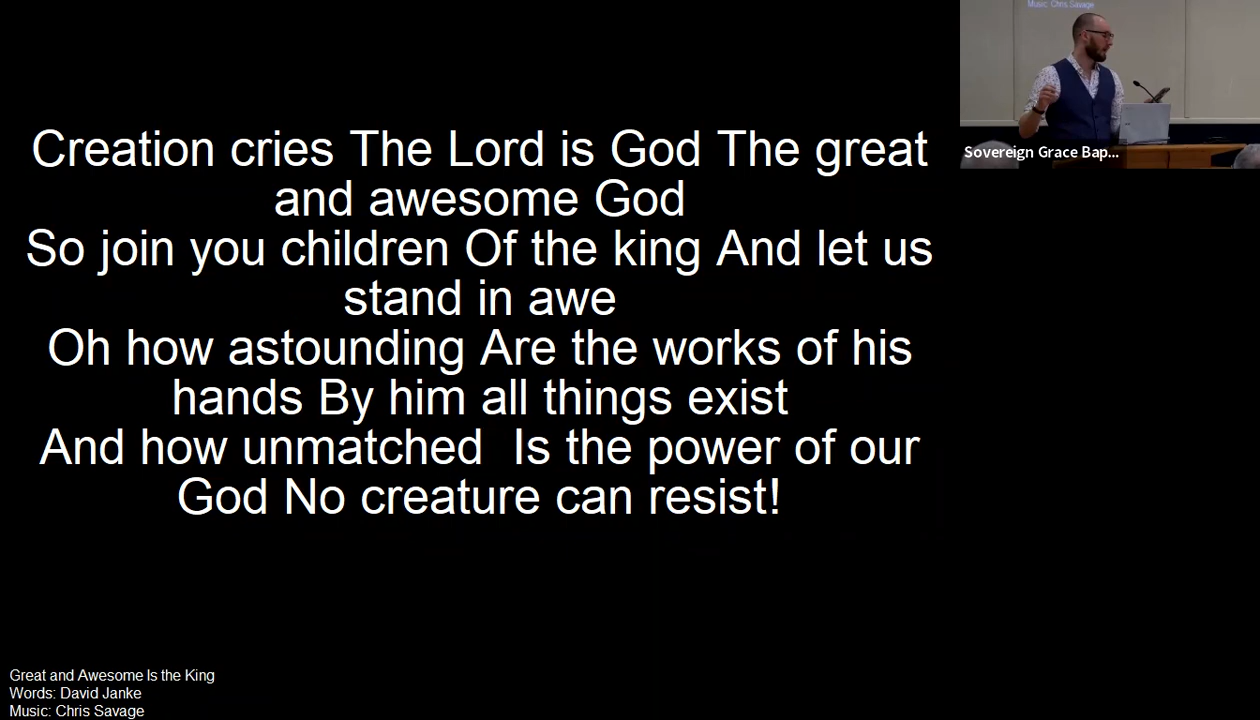 Creation cries The Lord is God The great
and awesome God
So join you children Of the king And let us
stand in awe
Oh how astounding Are the works of his
hands By him all things exist
And how unmatched  Is the power of our
God No creature can resist!
Great and Awesome Is the King
Words: David Janke
Music: Chris Savage
Music: Chris Savage
Sovereign Grace Bap...